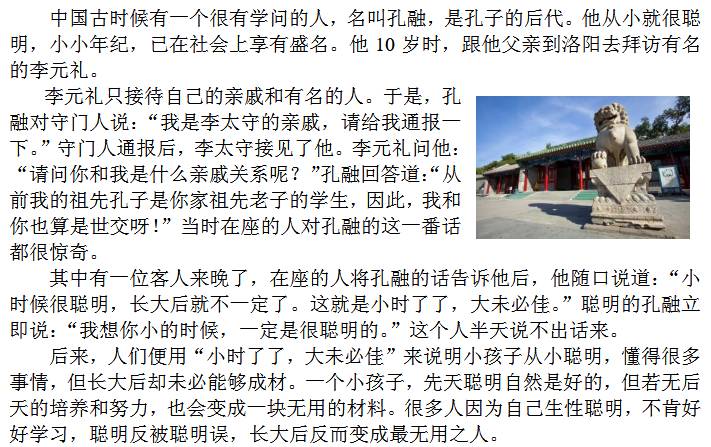 中国古时候有一个很有学问的人，名叫孔融，是孔子的后代。他从小就很聪
明，小小年纪，已在社会上享有盛名。他 10 岁时，跟他父亲到洛阳去拜访有名
的李元礼。
李元礼只接待自己的亲戚和有名的人。于是，孔
融对守门人说：“我是李太守的亲戚，请给我通报一
下。”守门人通报后，李太守接见了他。李元礼问他：
“请问你和我是什么亲戚关系呢？”孔融回答道：“从
前我的祖先孔子是你家祖先老子的学生，因此，我和
你也算是世交呀！”当时在座的人对孔融的这一番话
都很惊奇。
其中有一位客人来晚了，在座的人将孔融的话告诉他后，他随口说道：“小
时候很聪明，长大后就不一定了。这就是小时了了，大未必佳。”聪明的孔融立
即说：“我想你小的时候，一定是很聪明的。”这个人半天说不出话来。
后来，人们便用“小时了了，大未必佳”来说明小孩子从小聪明，懂得很多
事情，但长大后却未必能够成材。一个小孩子，先天聪明自然是好的，但若无后
天的培养和努力，也会变成一块无用的材料。很多人因为自己生性聪明，不肯好
好学习，聪明反被聪明误，长大后反而变成最无用之人。